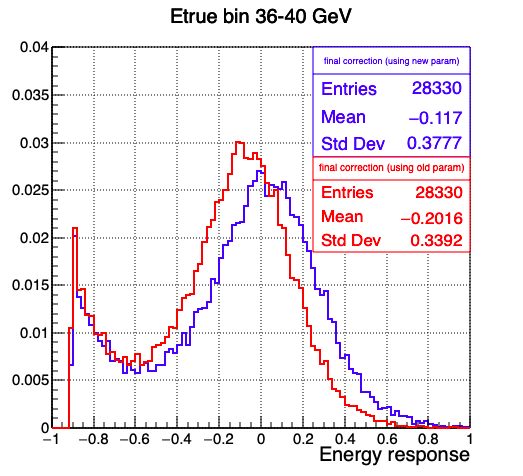 Etrue bin 36-40 GeV
0.04
0.035
0.03
0.025
0.02
0.015
0.01
0.005
0
final correction (using new param)
Entries 28330
Mean −0.117
Std Dev 0.3777
final correction (using old param)
Entries 28330
Mean −0.2016
Std Dev 0.3392
−1 −0.8 −0.6 −0.4 −0.2 0 0.2 0.4 0.6 0.8 1
Energy response